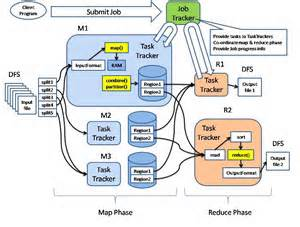 Client
Program
Submit Job
Job
Tracker
Provide tasks to TaskTrackers
Co-ordinate map & reduce phase
Provide Job progress info
M1
map()
Task
Tracker
InputFormat
RAM
combine()
partition()
Region1
Region2
DFS
split1
split2
split3
split4
split5
Input
file
R1
Task
Tracker
DFS
Output
file 1
M2
Task
Tracker
Region1
Region2
M3
Task
Tracker
Region1
Region2
R2
Task
Tracker
sort
read
reduce()
OutputFormat
DFS
Output
file 2
Map Phase
Reduce Phase